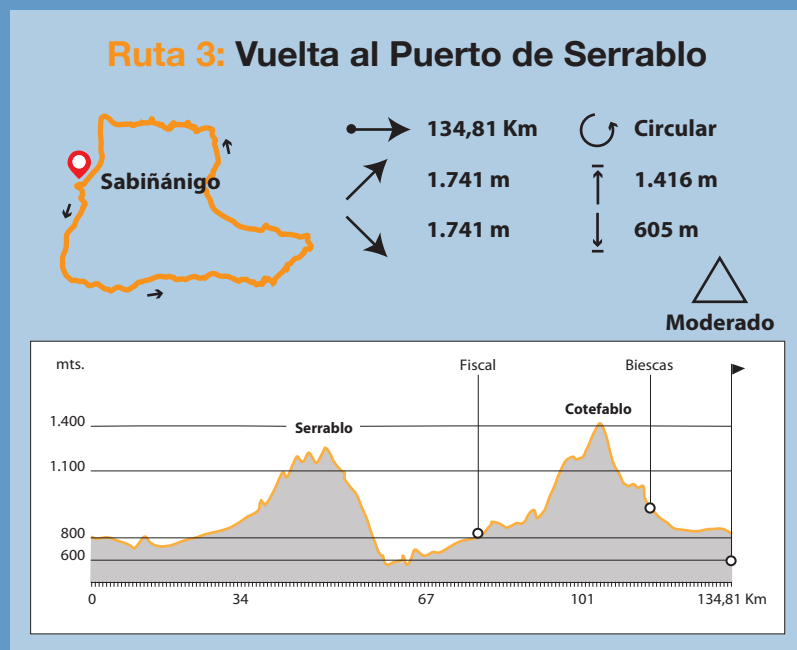 Ruta 3: Vuelta al Puerto de Serrablo
Sabiñánigo
134,81 Km
Circular
1.741 m
1.416 m
1.741 m
605 m
Moderado
mts.
Fiscal
Biescas
Cotefablo
Serrablo
1.400
1.100
800
600
0
34
67
101
134,81 Km